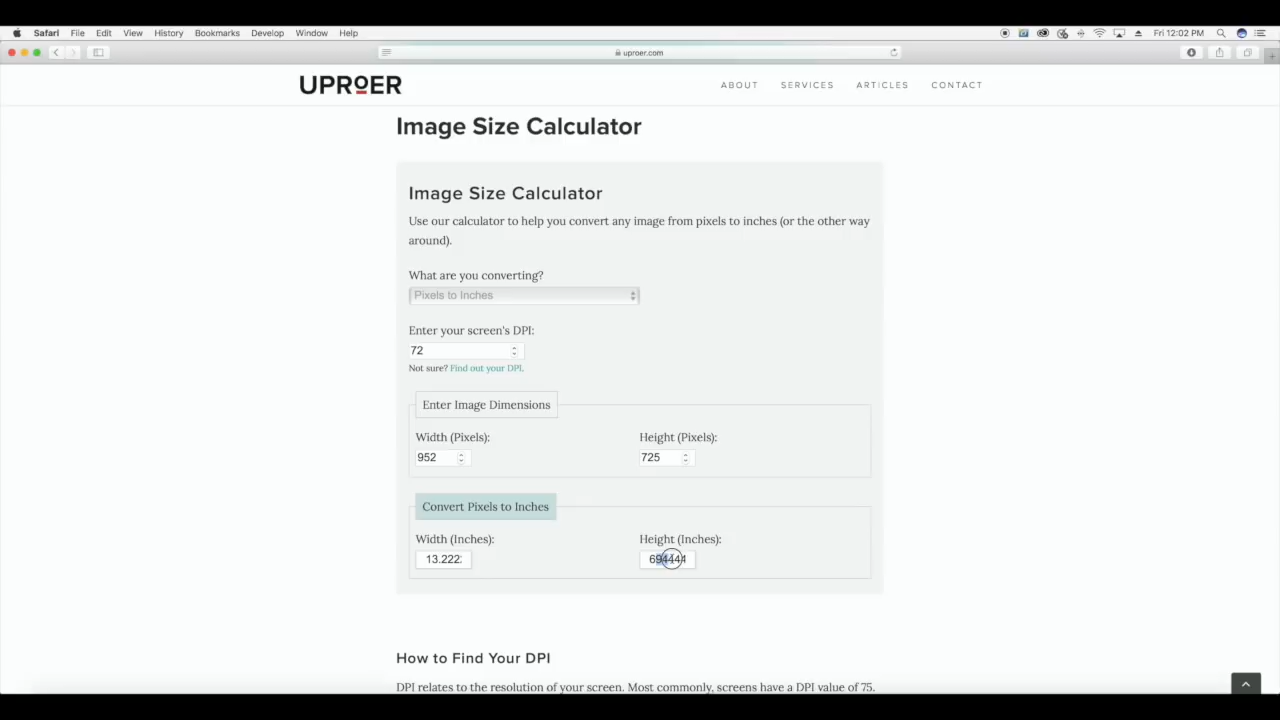 Safari File Edit View History Bookmarks Develop Window Help Fri 12:02 PM
uproer.com
UPROER ABOUT SERVICES ARTICLES CONTACT
Image Size Calculator
Image Size Calculator
Use our calculator to help you convert any image from pixels to inches (or the other way
around).
What are you converting?
Pixels to Inches
Enter your screen's DPI:
72
Not sure? Find out your DPI.
Enter Image Dimensions
Width (Pixels): Height (Pixels):
952 725
Convert Pixels to Inches
Width (Inches): Height (Inches):
13.222 694444
How to Find Your DPI
DPI relates to the resolution of your screen. Most commonly, screens have a DPI value of 75.